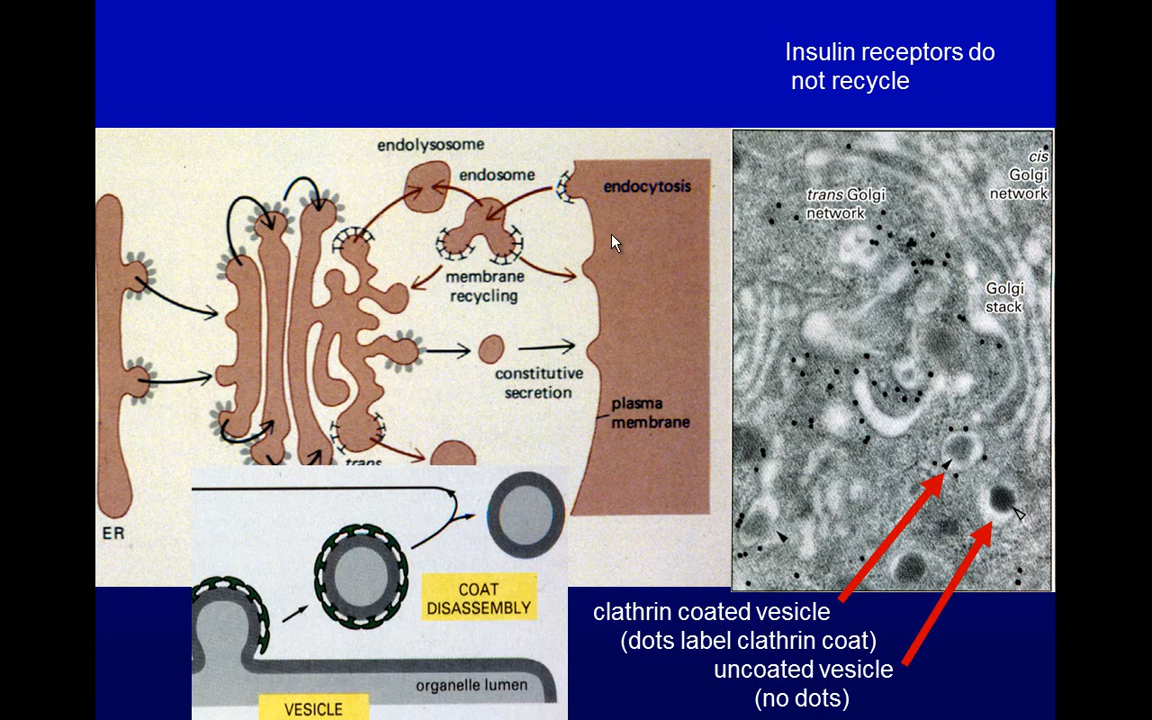 Insulin receptors do
not recycle
endolysosome
endosome
endocytosis
membrane
recycling
constitutive
secretion
plasma
membrane
trans
ER
cis
Golgi
network
trans Golgi
network
Golgi
stack
COAT
DISASSEMBLY
organelle lumen
VESICLE
clathrin coated vesicle
(dots label clathrin coat)
uncoated vesicle
(no dots)